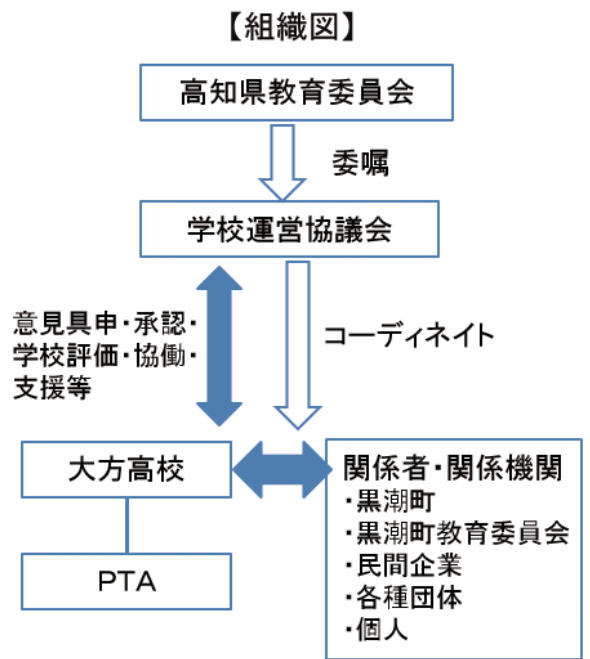 【組織図】
高知県教育委員会
委嘱
学校運営協議会
意見具申・承認・
学校評価・協働・
支援等
コーディネイト
大方高校
関係者・関係機関
・黒潮町
・黒潮町教育委員会
・民間企業
・各種団体
・個人
ＰＴＡ